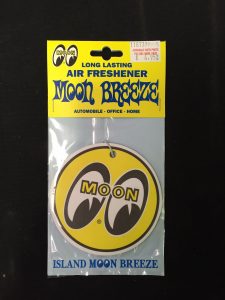 LONG LASTING
AIR FRESHENER
MOON BREEZE
AUTOMOBILE - OFFICE - HOME
MOON
®
ISLAND MOON BREEZE